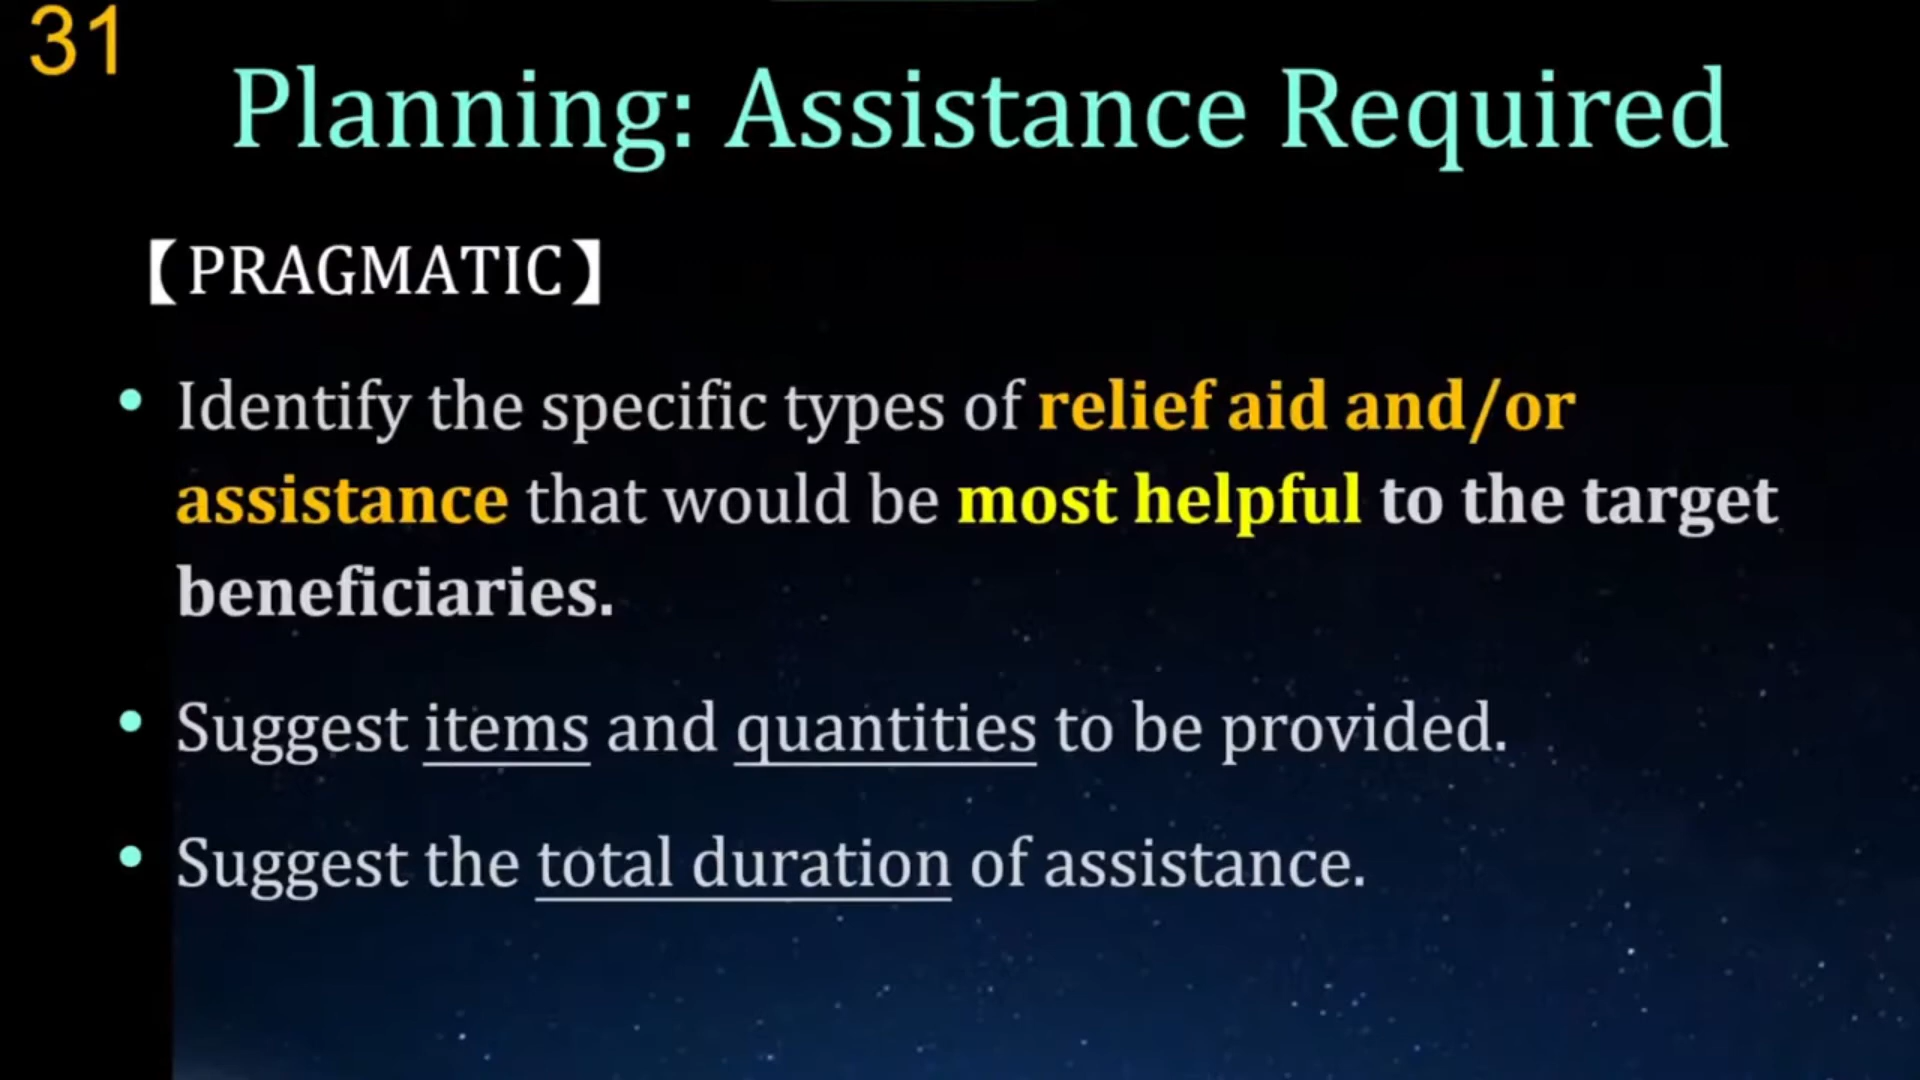 31
Planning: Assistance Required
【PRAGMATIC】
• Identify the specific types of relief aid and/or
assistance that would be most helpful to the target
beneficiaries.
• Suggest items and quantities to be provided.
• Suggest the total duration of assistance.